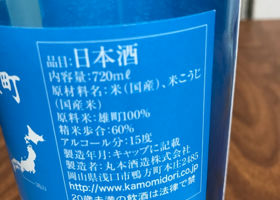 町
品目:日本酒
内容量:720mℓ
原材料名:米(国産)、米こうじ
(国産米)
原料米:雄町100%
精米歩合:60%
アルコール分:15度
製造年月:キャップに記載
製造者:丸本酒造株式会社
岡山県浅口市鴨方町本庄2485
http://www.kamomidori.co.jp
20歳未満の飲酒は法律で禁